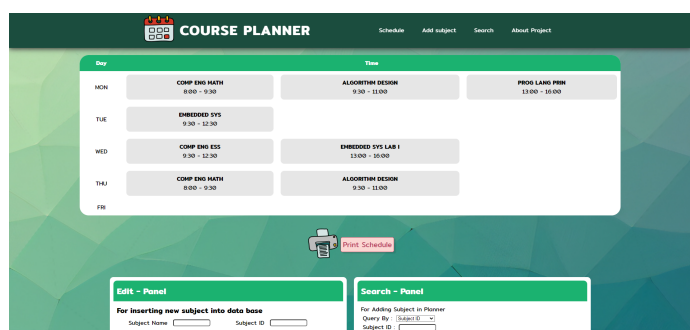 COURSE PLANNER
Schedule Add subject Search About Project
Day Time
MON
COMP ENG MATH
8:00 - 9:30
ALGORITHM DESIGN
9:30 - 11:00
PROG LANG PRIN
13:00 - 16:00
TUE
EMBEDDED SYS
9:30 - 12:30
WED
COMP ENG ESS
9:30 - 12:30
EMBEDDED SYS LAB I
13:00 - 16:00
THU
COMP ENG MATH
8:00 - 9:30
ALGORITHM DESIGN
9:30 - 11:00
FRI
Print Schedule
Edit - Panel
For inserting new subject into data base
Subject Name Subject ID
Search - Panel
For Adding Subject in Planner
Query By : Subject ID
Subject ID :